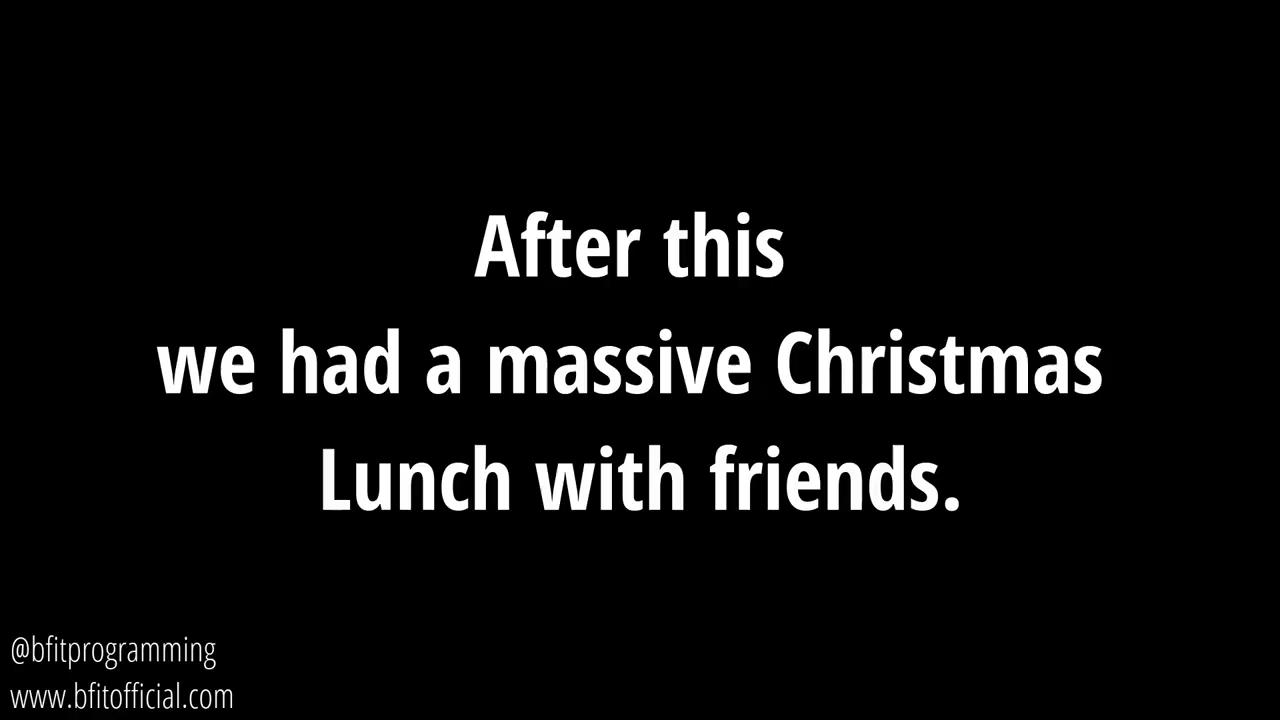 After this
we had a massive Christmas
Lunch with friends.
@bfitprogramming
www.bfitofficial.com